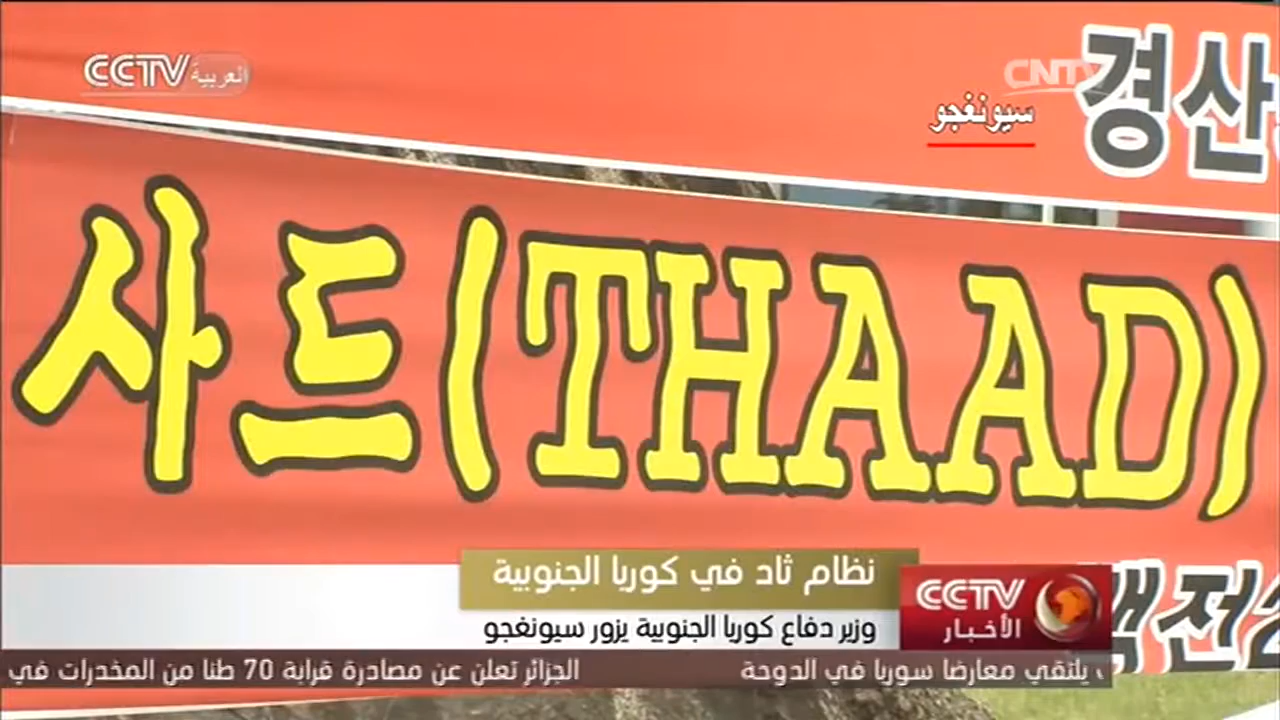 CCTV العربية
CNTV
سيونغجو
경산
사드(THAAD)
نظام ثاد في كوريا الجنوبية
وزير دفاع كوريا الجنوبية يزور سيونغجو
CCTV
الأخبار
전
يلتقي معارضا سوريا في الدوحة
الجزائر تعلن عن مصادرة قرابة 70 طنا من المخدرات في